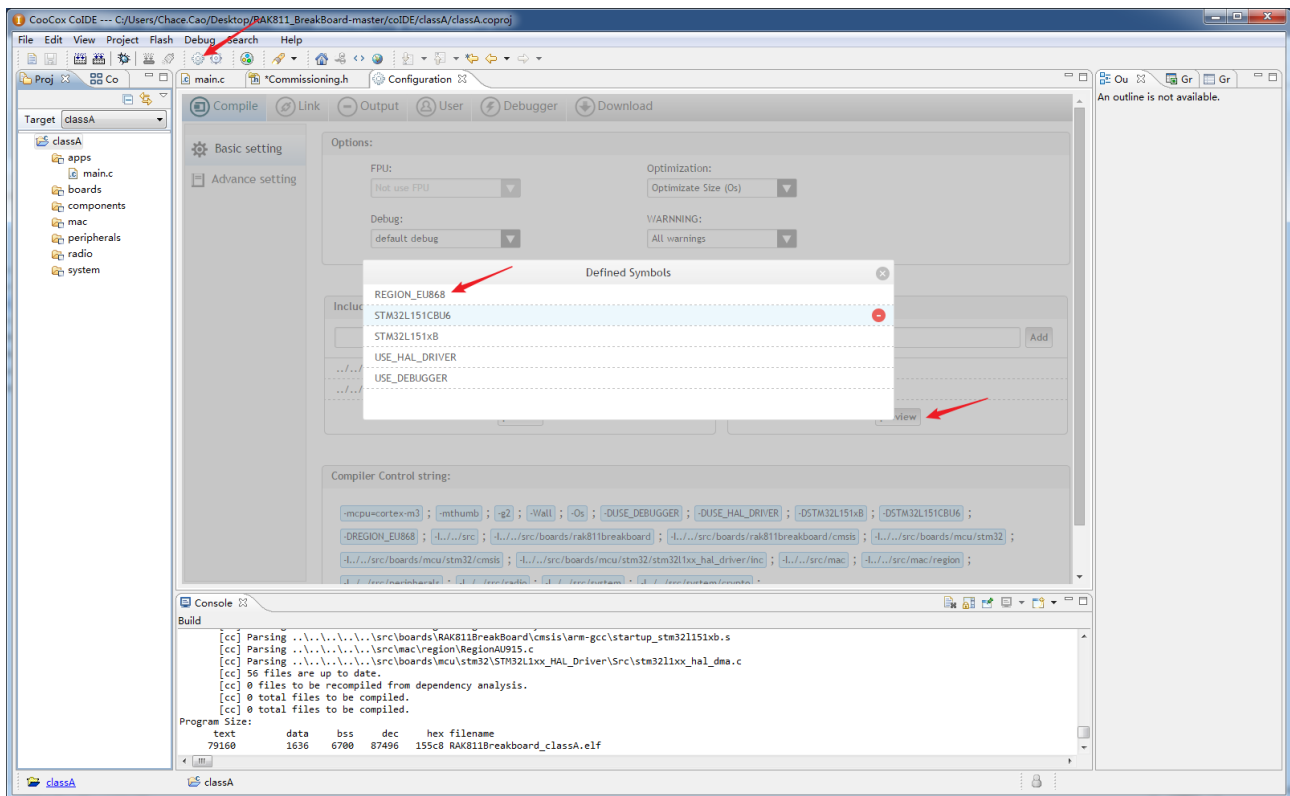 CooCox CoIDE --- C:/Users/Chace.Cao/Desktop/RAK811_BreakBoard-master/coIDE/classA/classA.coproj
File Edit View Project Flash Debug Search Help
Proj Co main.c *Commissioning.h Configuration Ou Gr Gr
An outline is not available.
Target classA
classA
apps
main.c
boards
components
mac
peripherals
radio
system
Compile Link Output User Debugger Download
Basic setting
Advance setting
Options:
FPU: Optimization:
Not use FPU Optimizate Size (Os)
Debug: WARNNING:
default debug All warnings
Defined Symbols
REGION_EU868
STM32L151CBU6
STM32L151xB
USE_HAL_DRIVER
USE_DEBUGGER
Includ
Add
../../
../../
view
Compiler Control string:
-mcpu=cortex-m3 ; -mthumb ; -g2 ; -Wall ; -Os ; -DUSE_DEBUGGER ; -DUSE_HAL_DRIVER ; -DSTM32L151xB ; -DSTM32L151CBU6 ;
-DREGION_EU868 ; -I../../src ; -I../../src/boards/rak811breakboard ; -I../../src/boards/rak811breakboard/cmsis ; -I../../src/boards/mcu/stm32 ;
-I../../src/boards/mcu/stm32/cmsis ; -I../../src/boards/mcu/stm32/stm32l1xx_hal_driver/inc ; -I../../src/mac ; -I../../src/mac/region ;
-I../../src/peripherals ; -I../../src/radio ; -I../../src/system ; -I../../src/system/crypto ;
Console
Build
[cc] Parsing ..\..\..\..\..\src\boards\RAK811BreakBoard\cmsis\arm-gcc\startup_stm32l151xb.s
[cc] Parsing ..\..\..\..\..\src\mac\region\RegionAU915.c
[cc] Parsing ..\..\..\..\..\src\boards\mcu\stm32\STM32L1xx_HAL_Driver\Src\stm32l1xx_hal_dma.c
[cc] 56 files are up to date.
[cc] 0 files to be recompiled from dependency analysis.
[cc] 0 total files to be compiled.
[cc] 0 total files to be compiled.
Program Size:
text data bss dec hex filename
79160 1636 6700 87496 155c8 RAK811Breakboard_classA.elf
classA classA